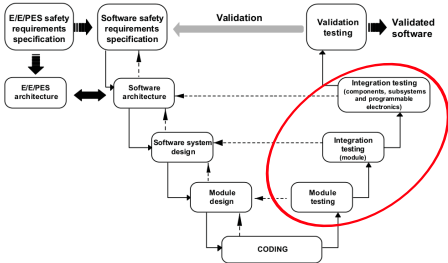 E/E/PES safety
requirements
specification
Software safety
requirements
specification
Validation
Validation
testing
Validated
software
E/E/PES
architecture
Software
architecture
Integration testing
(components, subsystems
and programmable
electronics)
Software system
design
Integration
testing
(module)
Module
design
Module
testing
CODING